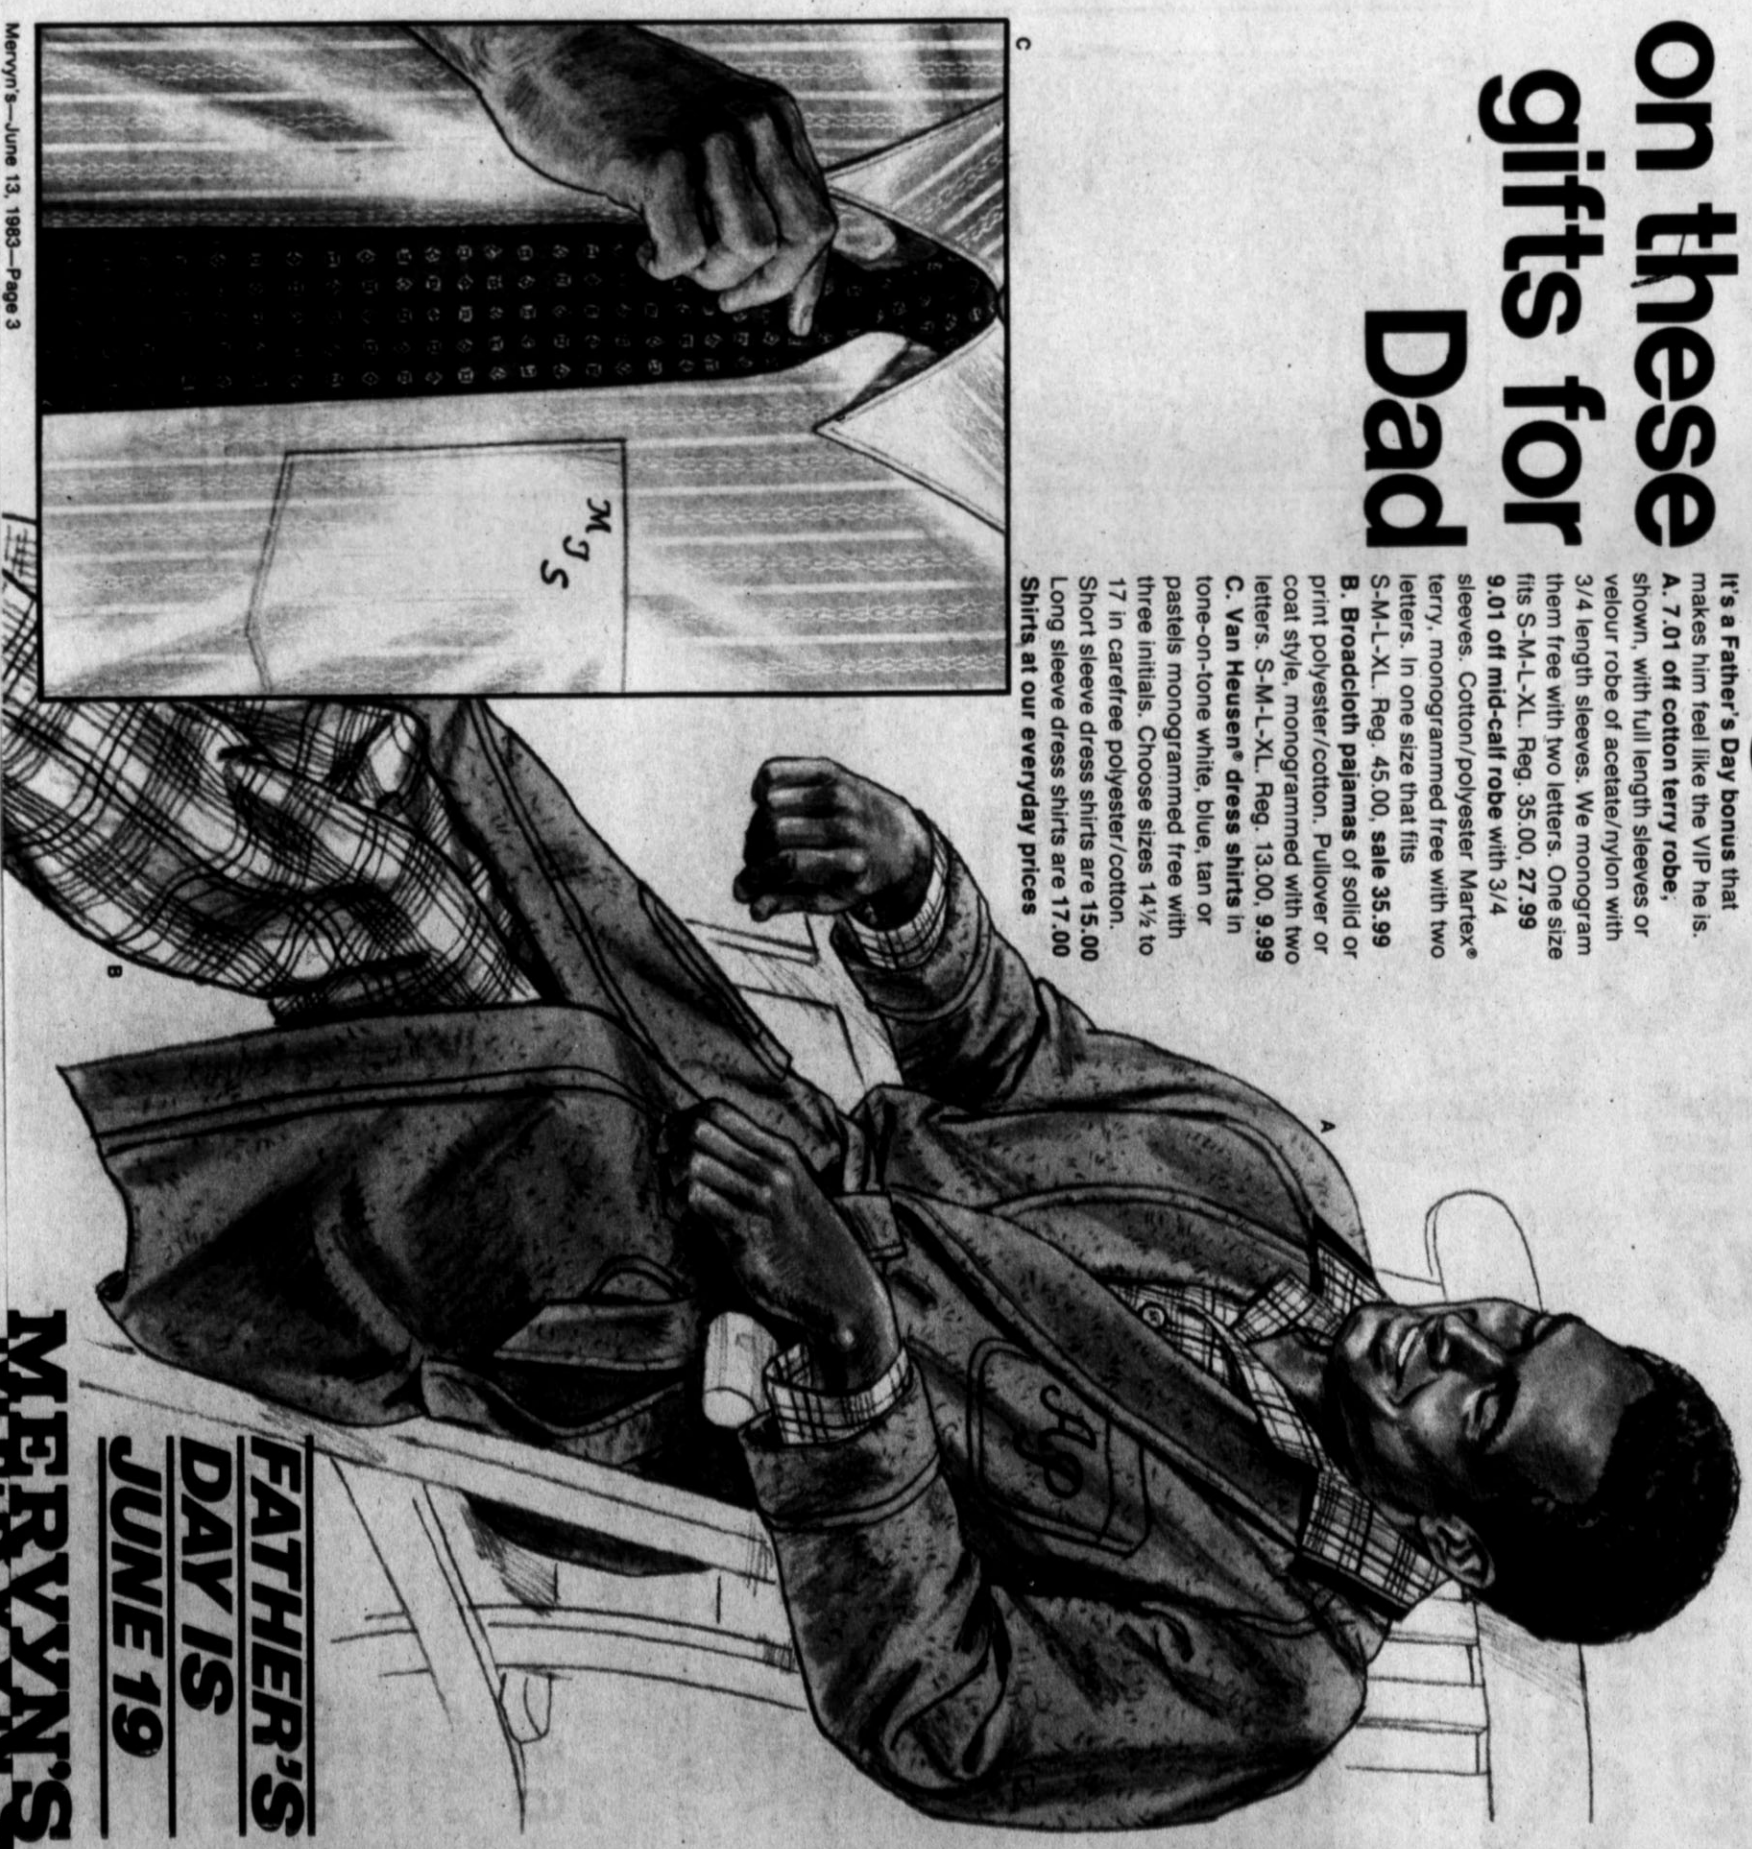 on these
gifts for
Dad
It's a Father's Day bonus that
makes him feel like the VIP he is.
A. 7.01 off cotton terry robe,
shown, with full length sleeves or
velour robe of acetate/nylon with
3/4 length sleeves. We monogram
them free with two letters. One size
fits S-M-L-XL. Reg. 35.00, 27.99
9.01 off mid-calf robe with 3/4
sleeves. Cotton/polyester Martex®
terry, monogrammed free with two
letters. In one size that fits
S-M-L-XL. Reg. 45.00, sale 35.99
B. Broadcloth pajamas of solid or
print polyester/cotton. Pullover or
coat style, monogrammed with two
letters. S-M-L-XL. Reg. 13.00, 9.99
C. Van Heusen® dress shirts in
tone-on-tone white, blue, tan or
pastels monogrammed free with
three initials. Choose sizes 14½ to
17 in carefree polyester/cotton.
Short sleeve dress shirts are 15.00
Long sleeve dress shirts are 17.00
Shirts at our everyday prices
C
MJS
A
AP
B
FATHER'S
DAY IS
JUNE 19
Mervyn's—June 13, 1983—Page 3
MERVYN'S